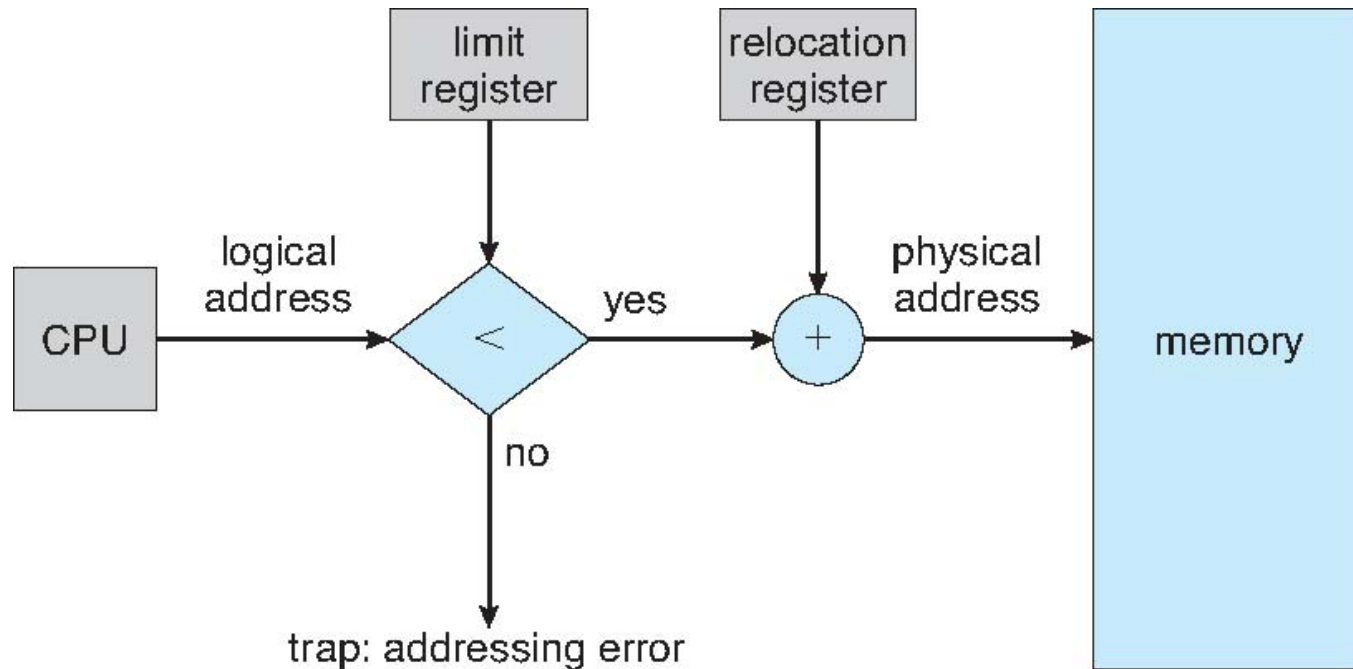 limit
register
relocation
register
logical
address
physical
address
CPU
<
yes
+
memory
no
trap: addressing error